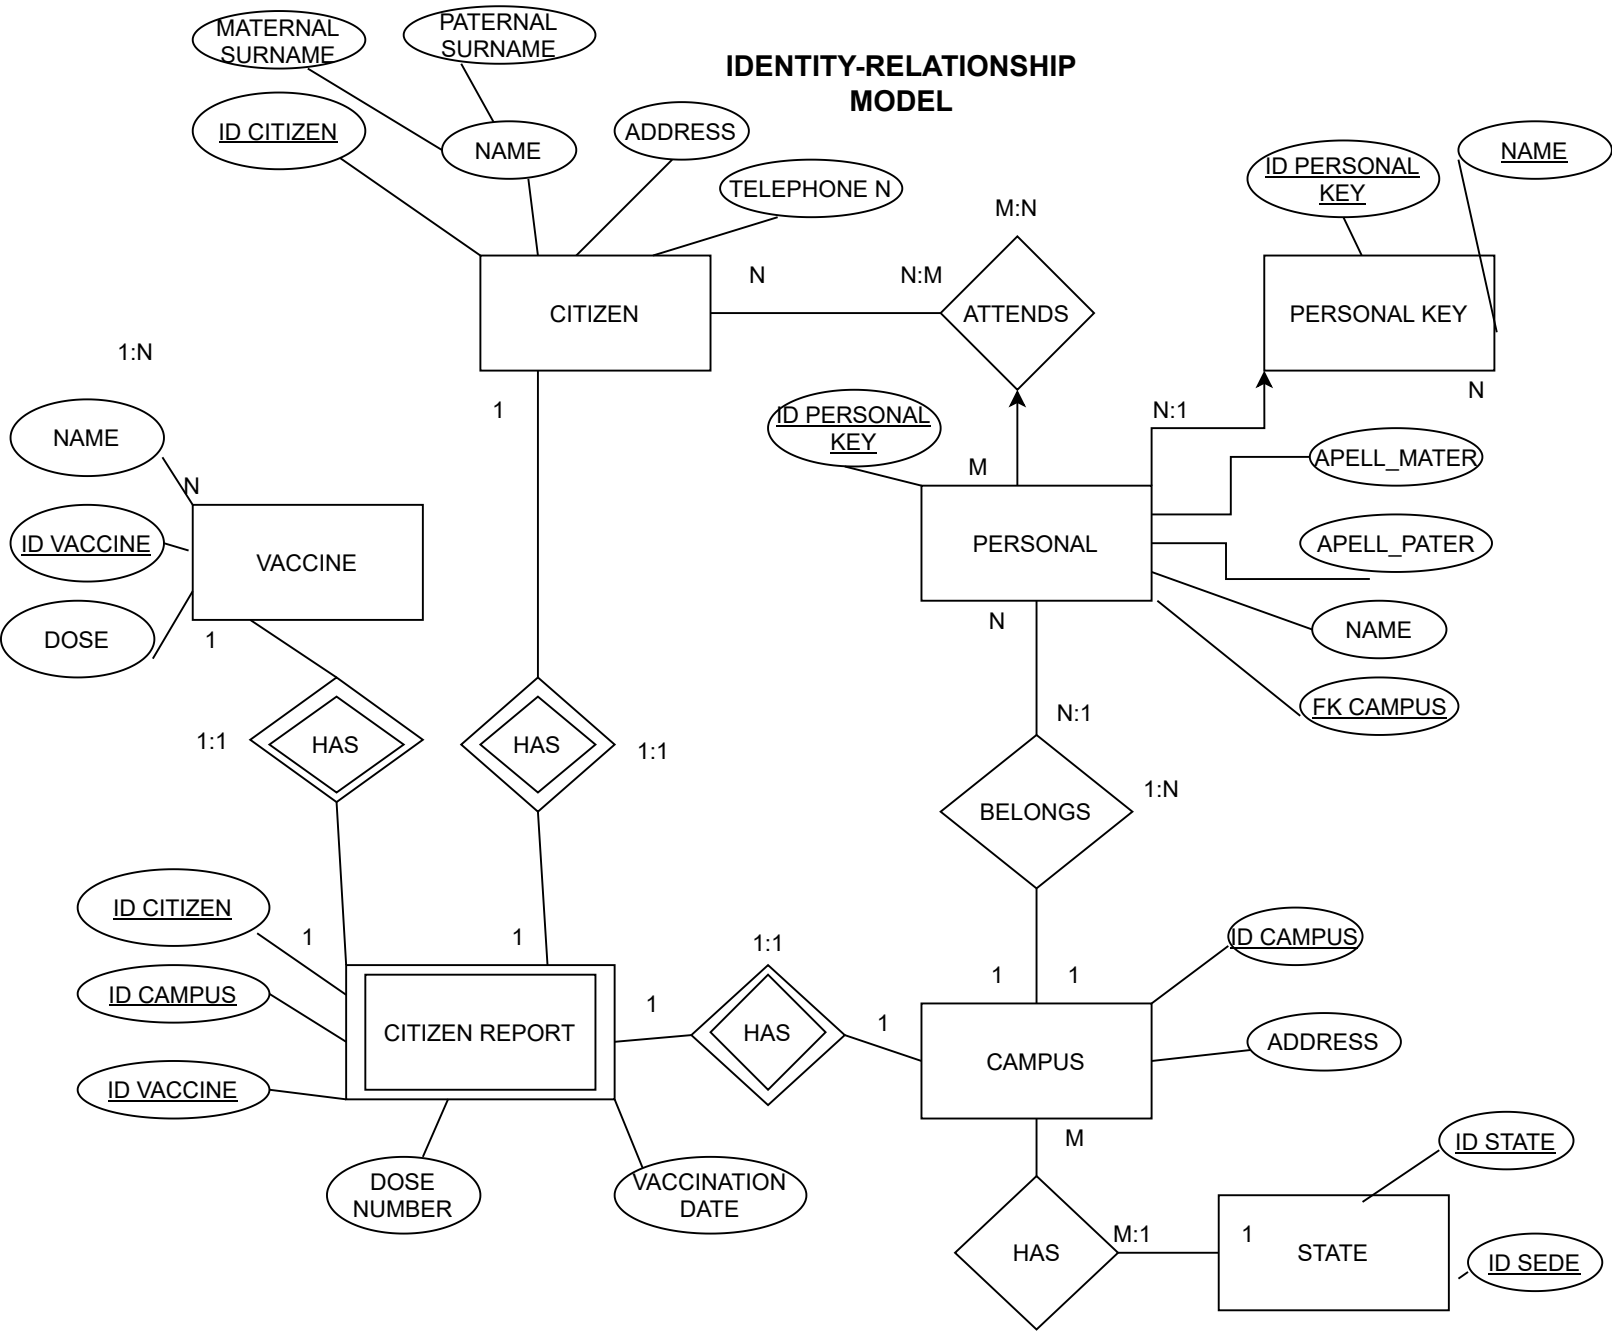 MATERNAL
SURNAME
PATERNAL
SURNAME
IDENTITY-RELATIONSHIP
MODEL
ID CITIZEN
NAME
ADDRESS
TELEPHONE N
ID PERSONAL
KEY
NAME
M:N
N
N:M
CITIZEN
ATTENDS
PERSONAL KEY
1:N
1
N
N:1
NAME
ID PERSONAL
KEY
M
APELL_MATER
N
ID VACCINE
VACCINE
PERSONAL
APELL_PATER
DOSE
1
N
NAME
FK CAMPUS
N:1
1:1
HAS
HAS
1:1
1:N
BELONGS
ID CITIZEN
1
1
1:1
ID CAMPUS
ID CAMPUS
1
1
1
1
CITIZEN REPORT
HAS
CAMPUS
ADDRESS
ID VACCINE
M
ID STATE
DOSE
NUMBER
VACCINATION
DATE
HAS
M:1
1
STATE
ID SEDE